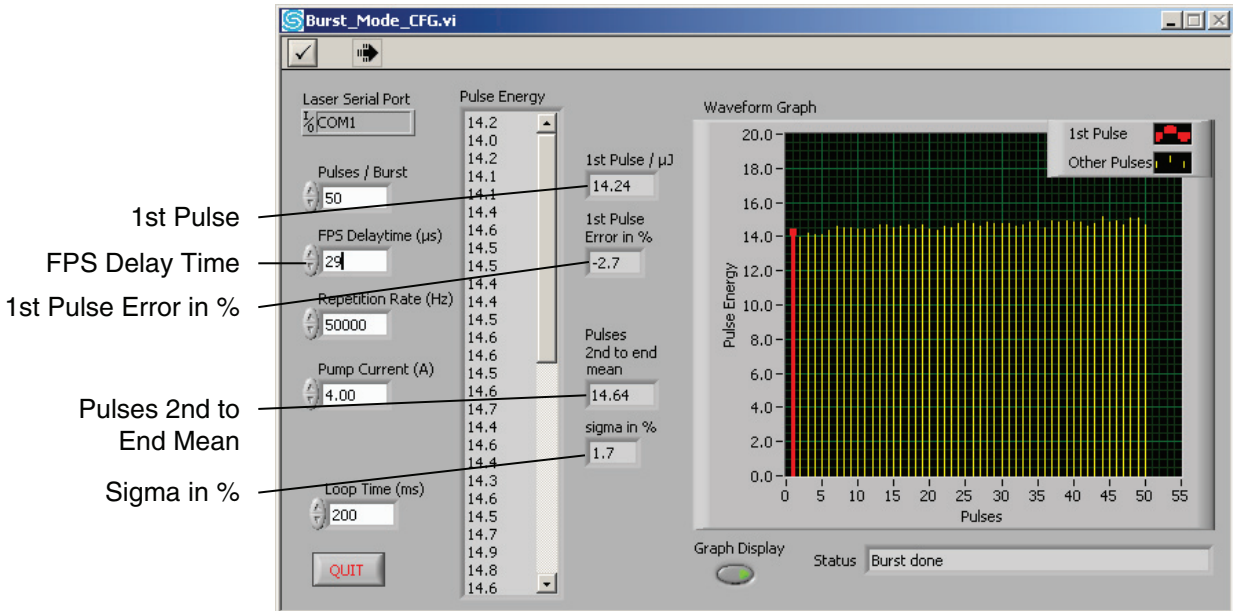 Burst_Mode_CFG.vi
Laser Serial Port
I/O COM1
Pulses / Burst
50
FPS Delaytime (µs)
29
Repetition Rate (Hz)
50000
Pump Current (A)
4.00
Loop Time (ms)
200
QUIT
Pulse Energy
14.2
14.0
14.2
14.1
14.1
14.4
14.6
14.5
14.5
14.4
14.4
14.5
14.6
14.6
14.5
14.6
14.7
14.4
14.6
14.4
14.3
14.6
14.5
14.7
14.9
14.8
14.6
1st Pulse / µJ
14.24
1st Pulse
Error in %
-2.7
Pulses
2nd to end
mean
14.64
sigma in %
1.7
Waveform Graph
1st Pulse
Other Pulses
Pulse Energy
20.0
18.0
16.0
14.0
12.0
10.0
8.0
6.0
4.0
2.0
0.0
0 5 10 15 20 25 30 35 40 45 50 55
Pulses
Graph Display
Status Burst done
1st Pulse
FPS Delay Time
1st Pulse Error in %
Pulses 2nd to
End Mean
Sigma in %